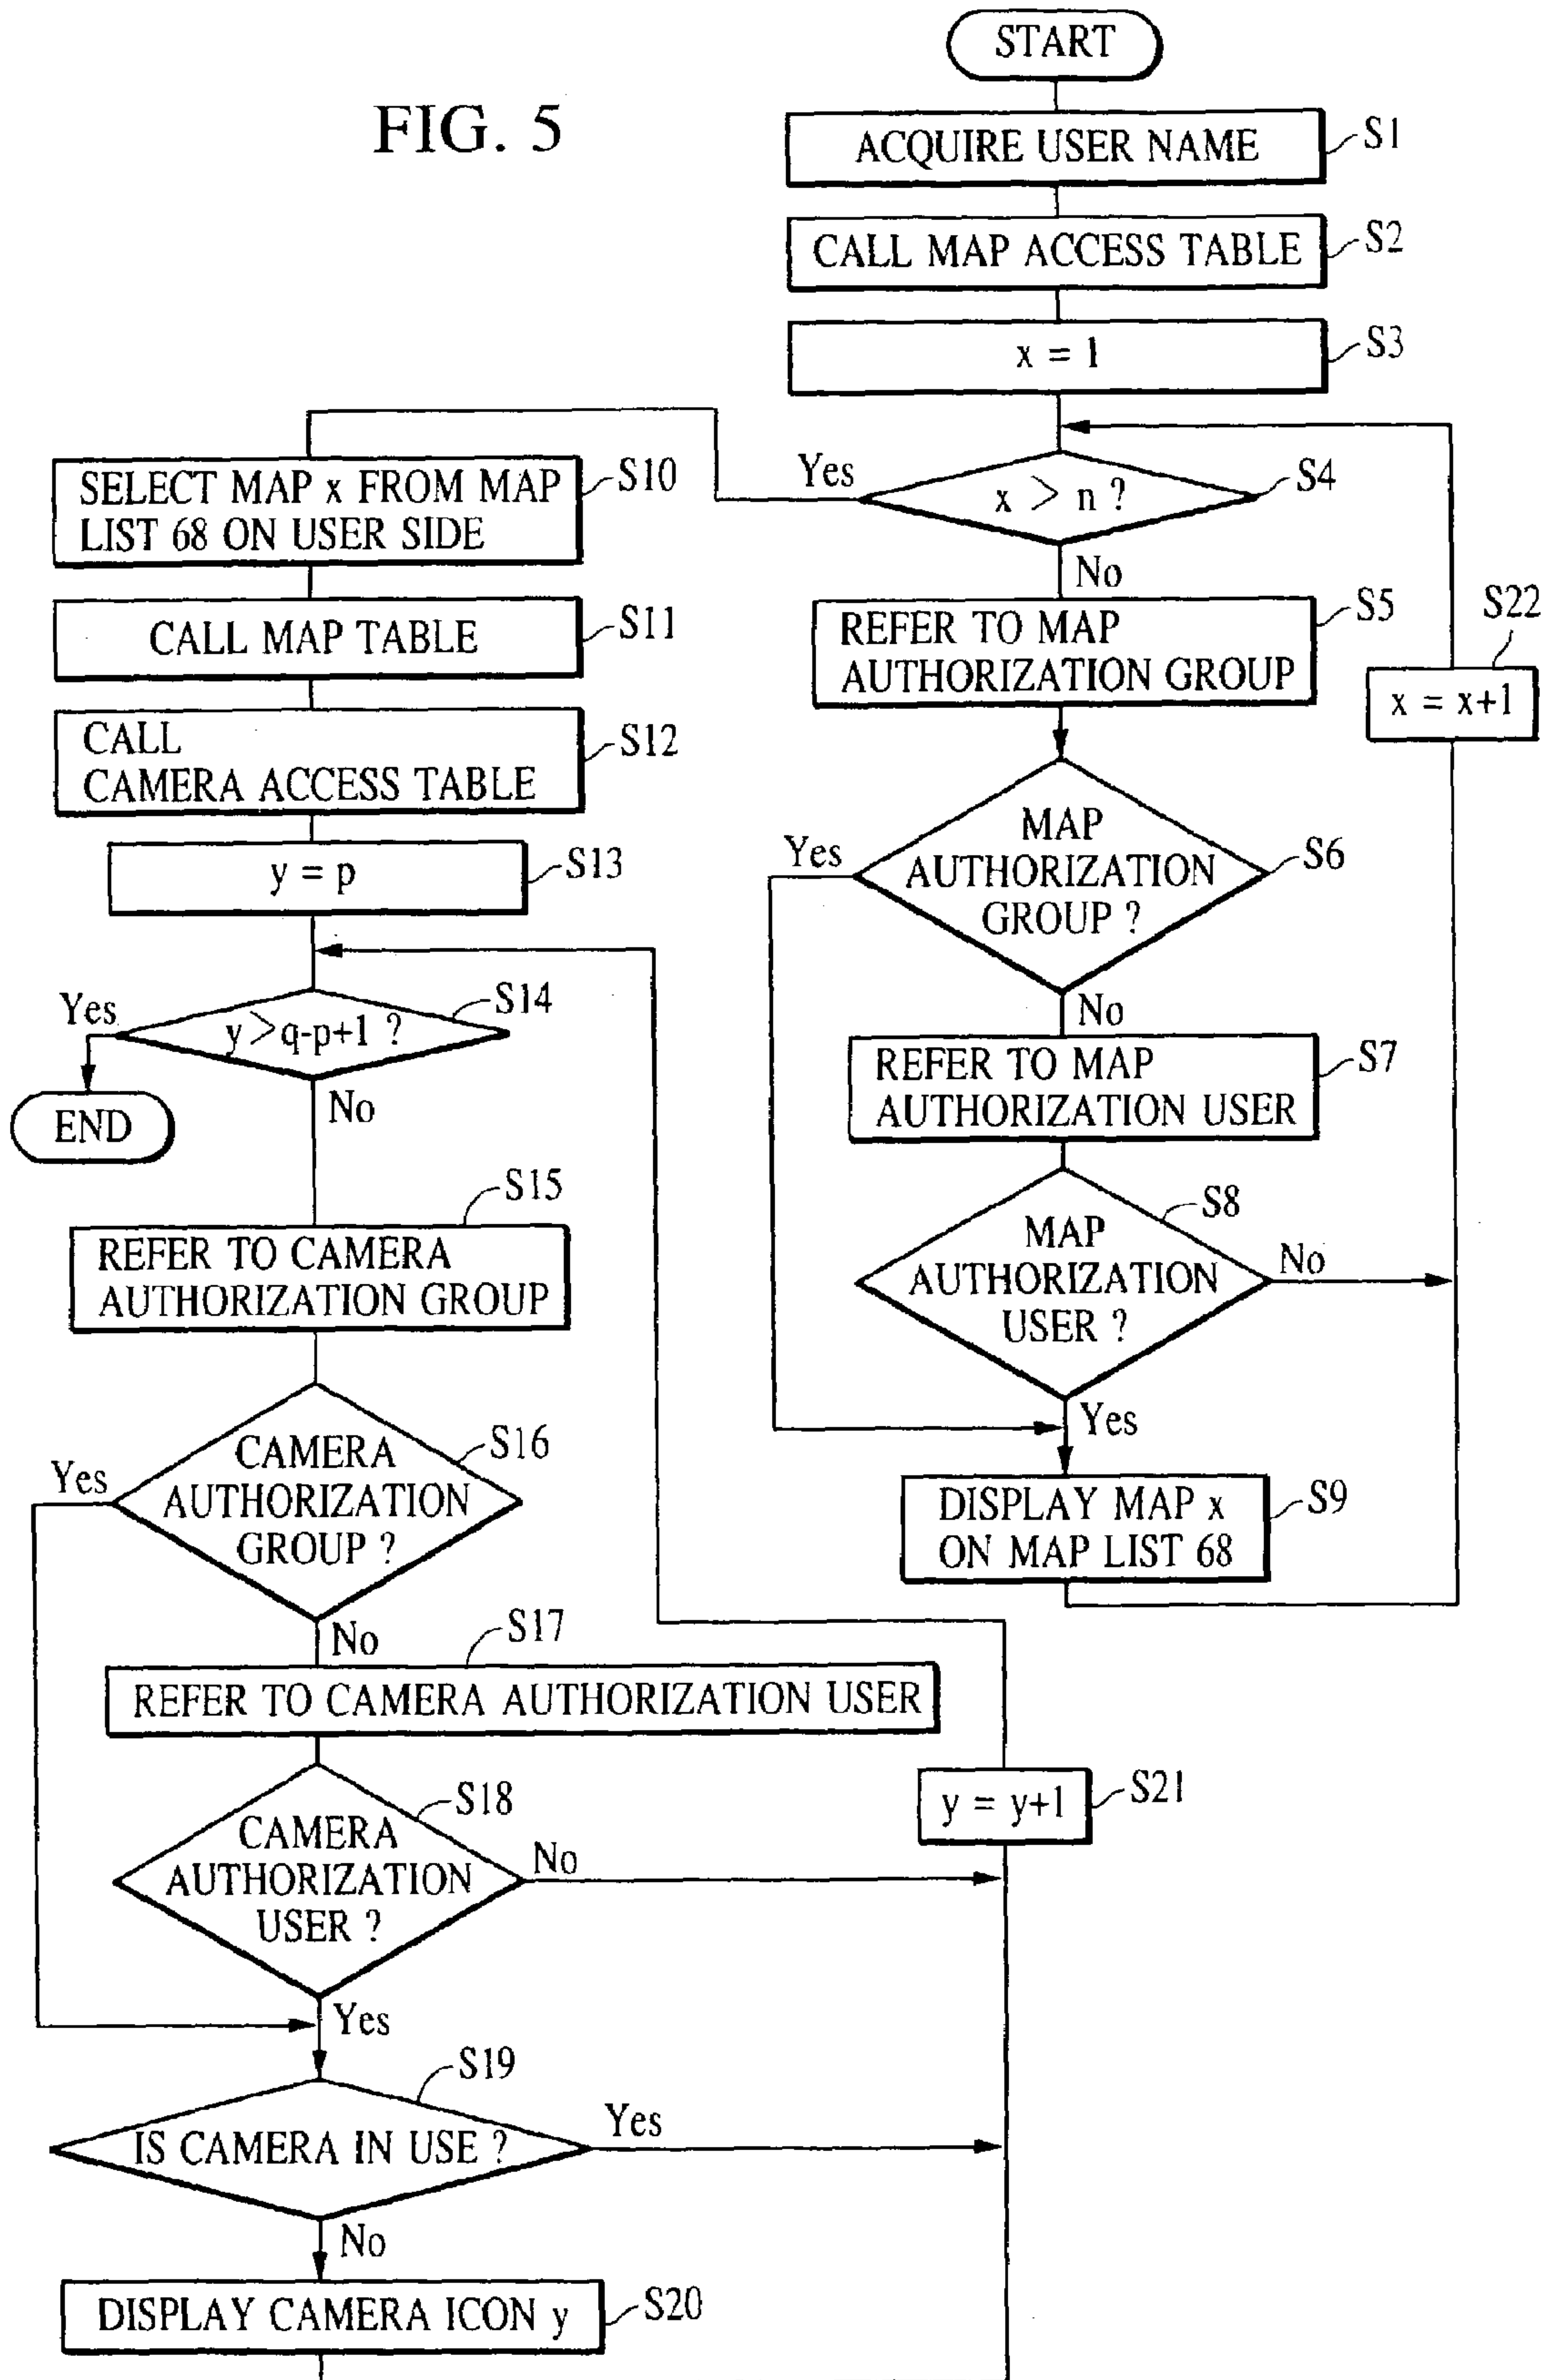 FIG. 5
START
ACQUIRE USER NAME
S1
CALL MAP ACCESS TABLE
S2
x = 1
S3
x > n ?
S4
Yes
No
REFER TO MAP
AUTHORIZATION GROUP
S5
S22
x = x+1
MAP
AUTHORIZATION
GROUP ?
S6
Yes
No
REFER TO MAP
AUTHORIZATION USER
S7
MAP
AUTHORIZATION
USER ?
S8
No
Yes
DISPLAY MAP x
ON MAP LIST 68
S9
SELECT MAP x FROM MAP
LIST 68 ON USER SIDE
S10
CALL MAP TABLE
S11
CALL
CAMERA ACCESS TABLE
S12
y = p
S13
y>q-p+1 ?
S14
Yes
END
No
S15
REFER TO CAMERA
AUTHORIZATION GROUP
CAMERA
AUTHORIZATION
GROUP ?
S16
Yes
No
S17
REFER TO CAMERA AUTHORIZATION USER
CAMERA
AUTHORIZATION
USER ?
S18
No
y = y+1
S21
Yes
S19
IS CAMERA IN USE ?
Yes
No
DISPLAY CAMERA ICON y
S20